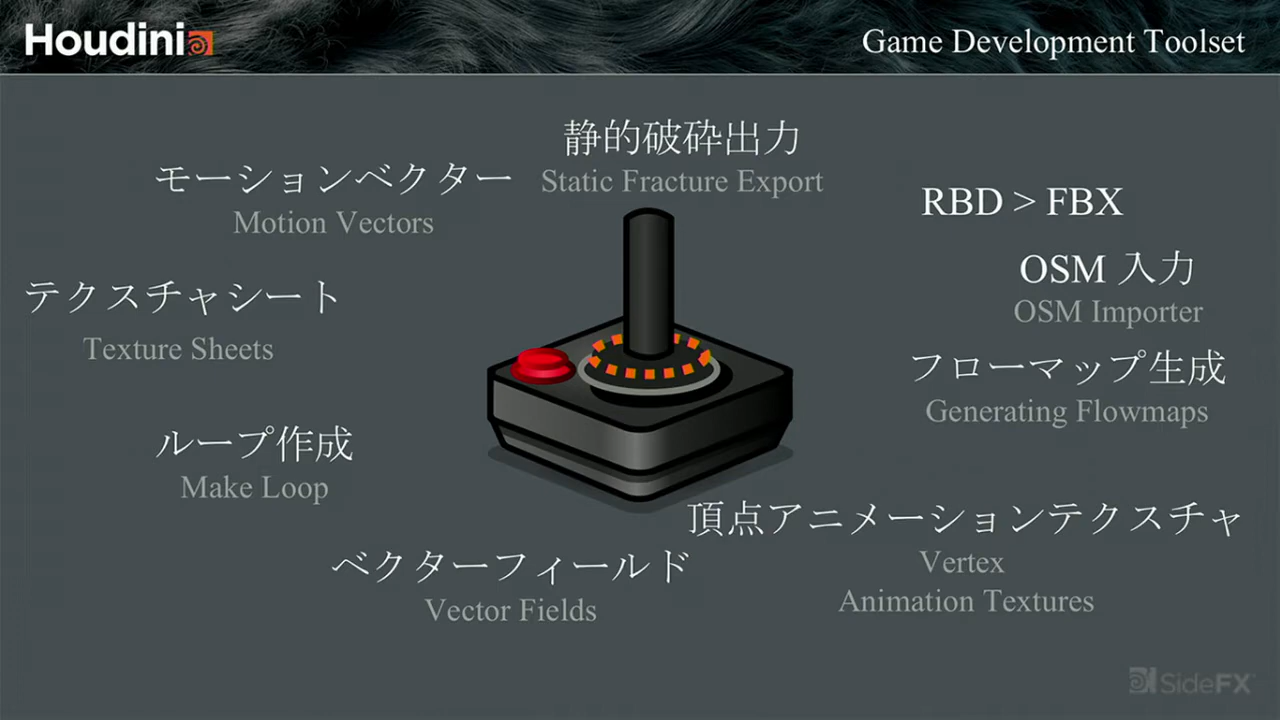 Houdini
Game Development Toolset
静的破砕出力
Static Fracture Export
モーションベクター
Motion Vectors
RBD > FBX
OSM 入力
OSM Importer
テクスチャシート
Texture Sheets
フローマップ生成
Generating Flowmaps
ループ作成
Make Loop
頂点アニメーションテクスチャ
Vertex
Animation Textures
ベクターフィールド
Vector Fields
SideFX